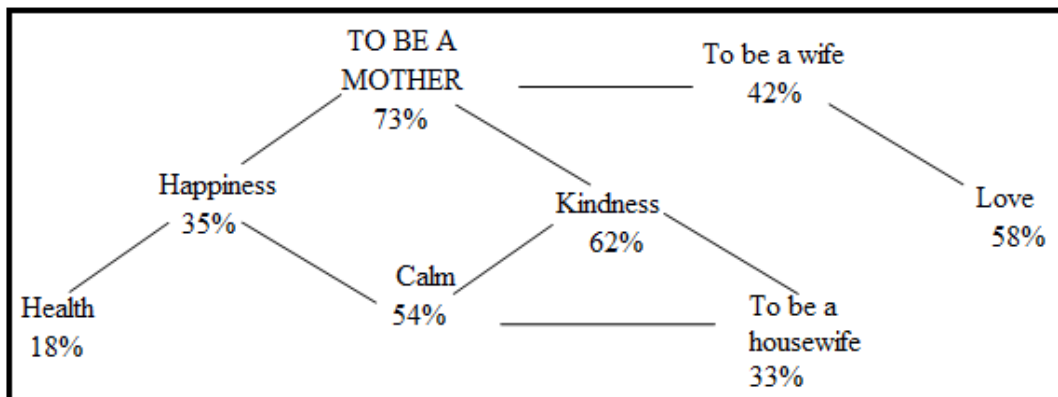 TO BE A
MOTHER
73%
To be a wife
42%
Happiness
35%
Kindness
62%
Love
58%
Health
18%
Calm
54%
To be a
housewife
33%